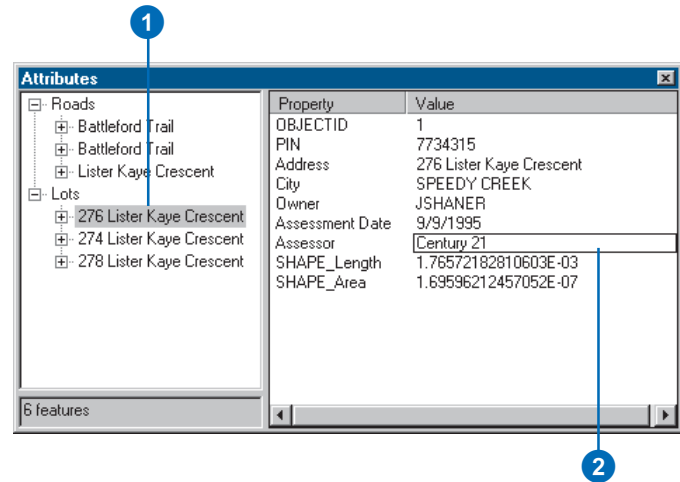 1
Attributes
Roads
Battleford Trail
Battleford Trail
Lister Kaye Crescent
Lots
276 Lister Kaye Crescent
274 Lister Kaye Crescent
278 Lister Kaye Crescent
6 features
Property Value
OBJECTID 1
PIN 7734315
Address 276 Lister Kaye Crescent
City SPEEDY CREEK
Owner JSHANER
Assessment Date 9/9/1995
Assessor Century 21
SHAPE_Length 1.76572182810603E-03
SHAPE_Area 1.69596212457052E-07
2